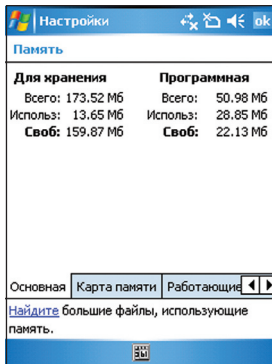 Настройки ok
Память
Для хранения Программная
Всего: 173.52 Мб Всего: 50.98 Мб
Использ: 13.65 Мб Использ: 28.85 Мб
Своб: 159.87 Мб Своб: 22.13 Мб
Основная Карта памяти Работающие
Найдите большие файлы, использующие
память.